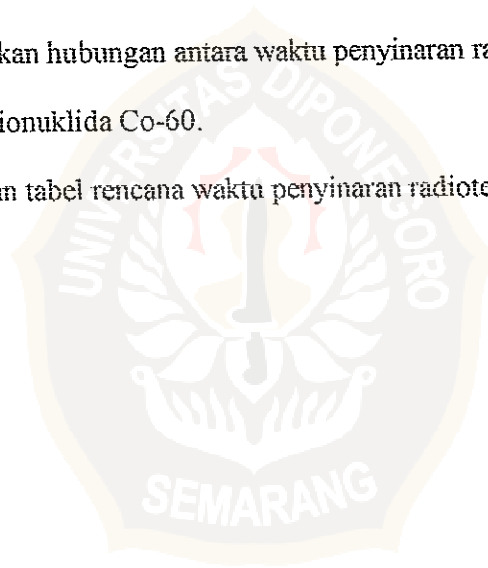 kan hubungan antara waktu penyinaran ra
ionuklida Co-60.
n tabel rencana waktu penyinaran radiote
UNIVERSITAS DIPONEGORO
SEMARANG